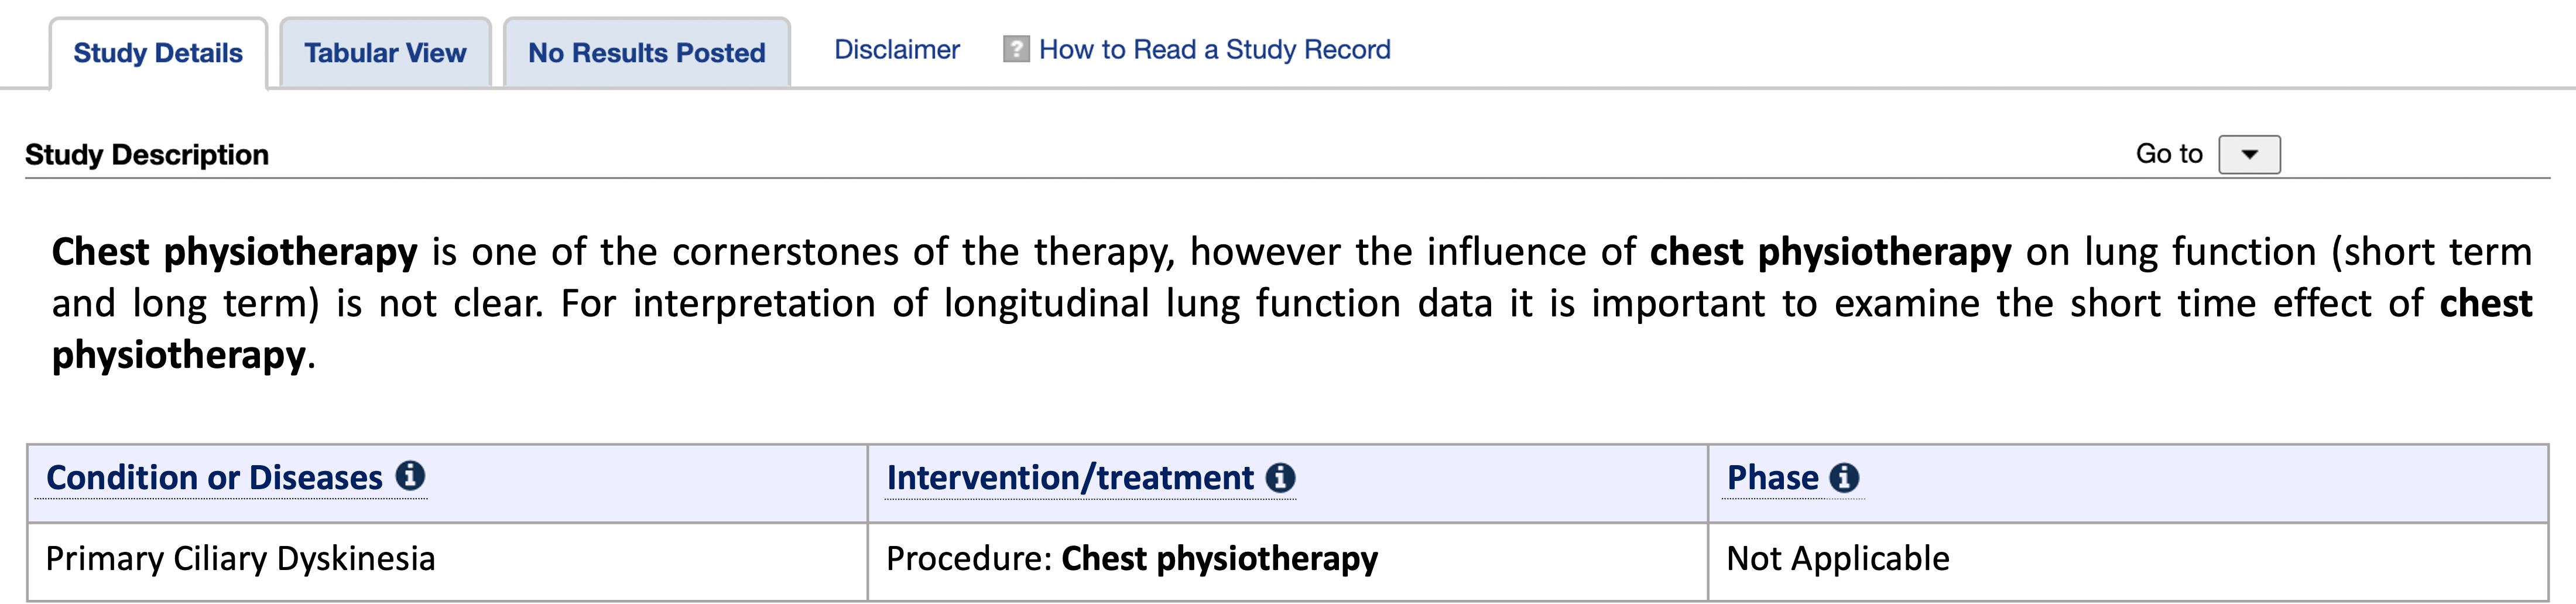 Study Details Tabular View No Results Posted Disclaimer ? How to Read a Study Record
Study Description Go to
Chest physiotherapy is one of the cornerstones of the therapy, however the influence of chest physiotherapy on lung function (short term
and long term) is not clear. For interpretation of longitudinal lung function data it is important to examine the short time effect of chest
physiotherapy.
Condition or Diseases i Intervention/treatment i Phase i
Primary Ciliary Dyskinesia Procedure: Chest physiotherapy Not Applicable